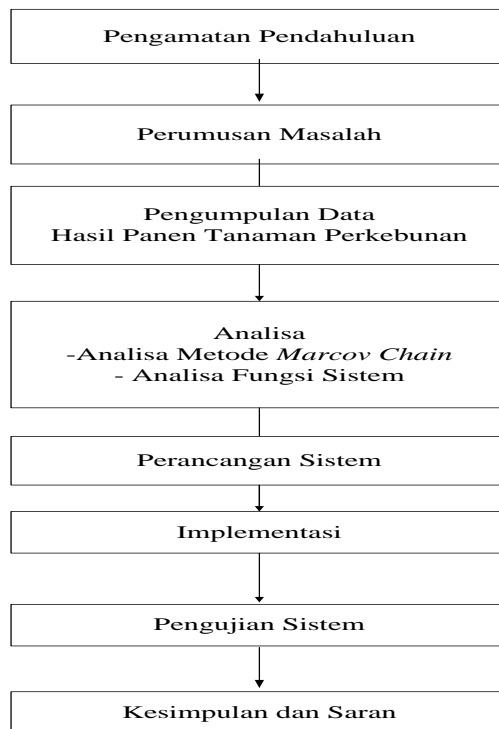 Pengamatan Pendahuluan
Perumusan Masalah
Pengumpulan Data
Hasil Panen Tanaman Perkebunan
Analisa
-Analisa Metode Marcov Chain
- Analisa Fungsi Sistem
Perancangan Sistem
Implementasi
Pengujian Sistem
Kesimpulan dan Saran